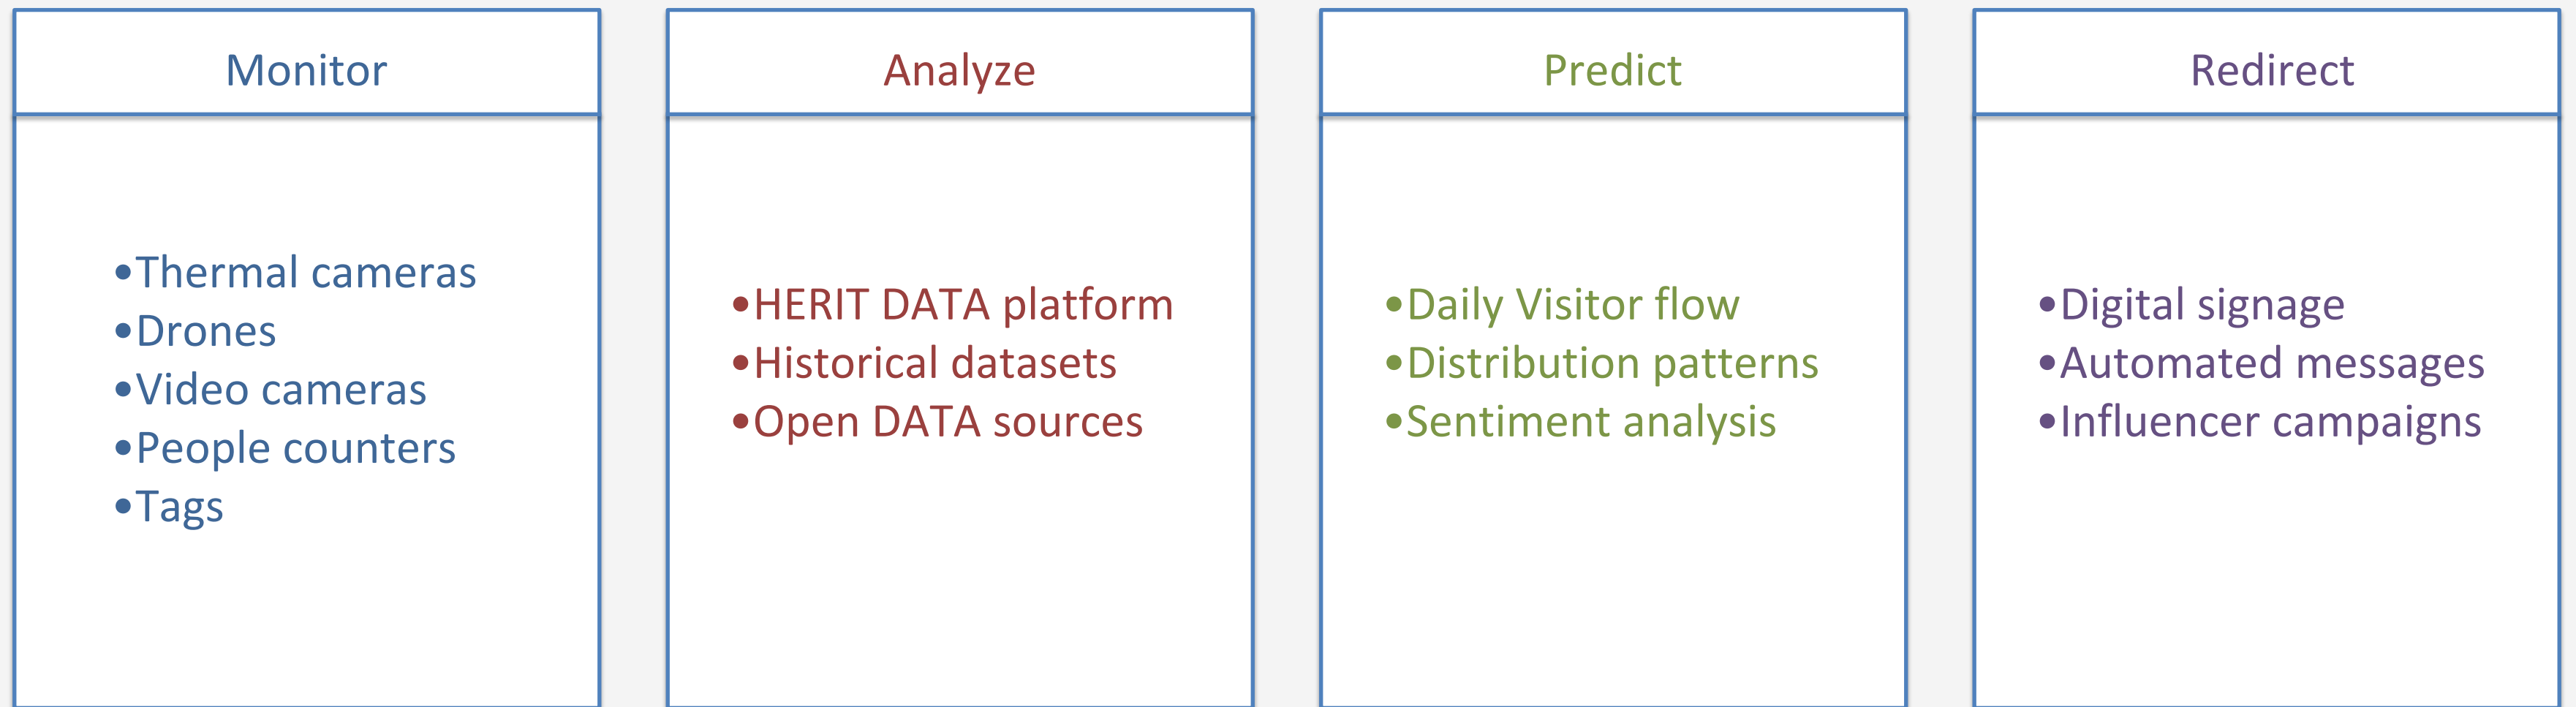 Monitor
•Thermal cameras
•Drones
•Video cameras
•People counters
•Tags
Analyze
•HERIT DATA platform
•Historical datasets
•Open DATA sources
Predict
•Daily Visitor flow
•Distribution patterns
•Sentiment analysis
Redirect
•Digital signage
•Automated messages
•Influencer campaigns